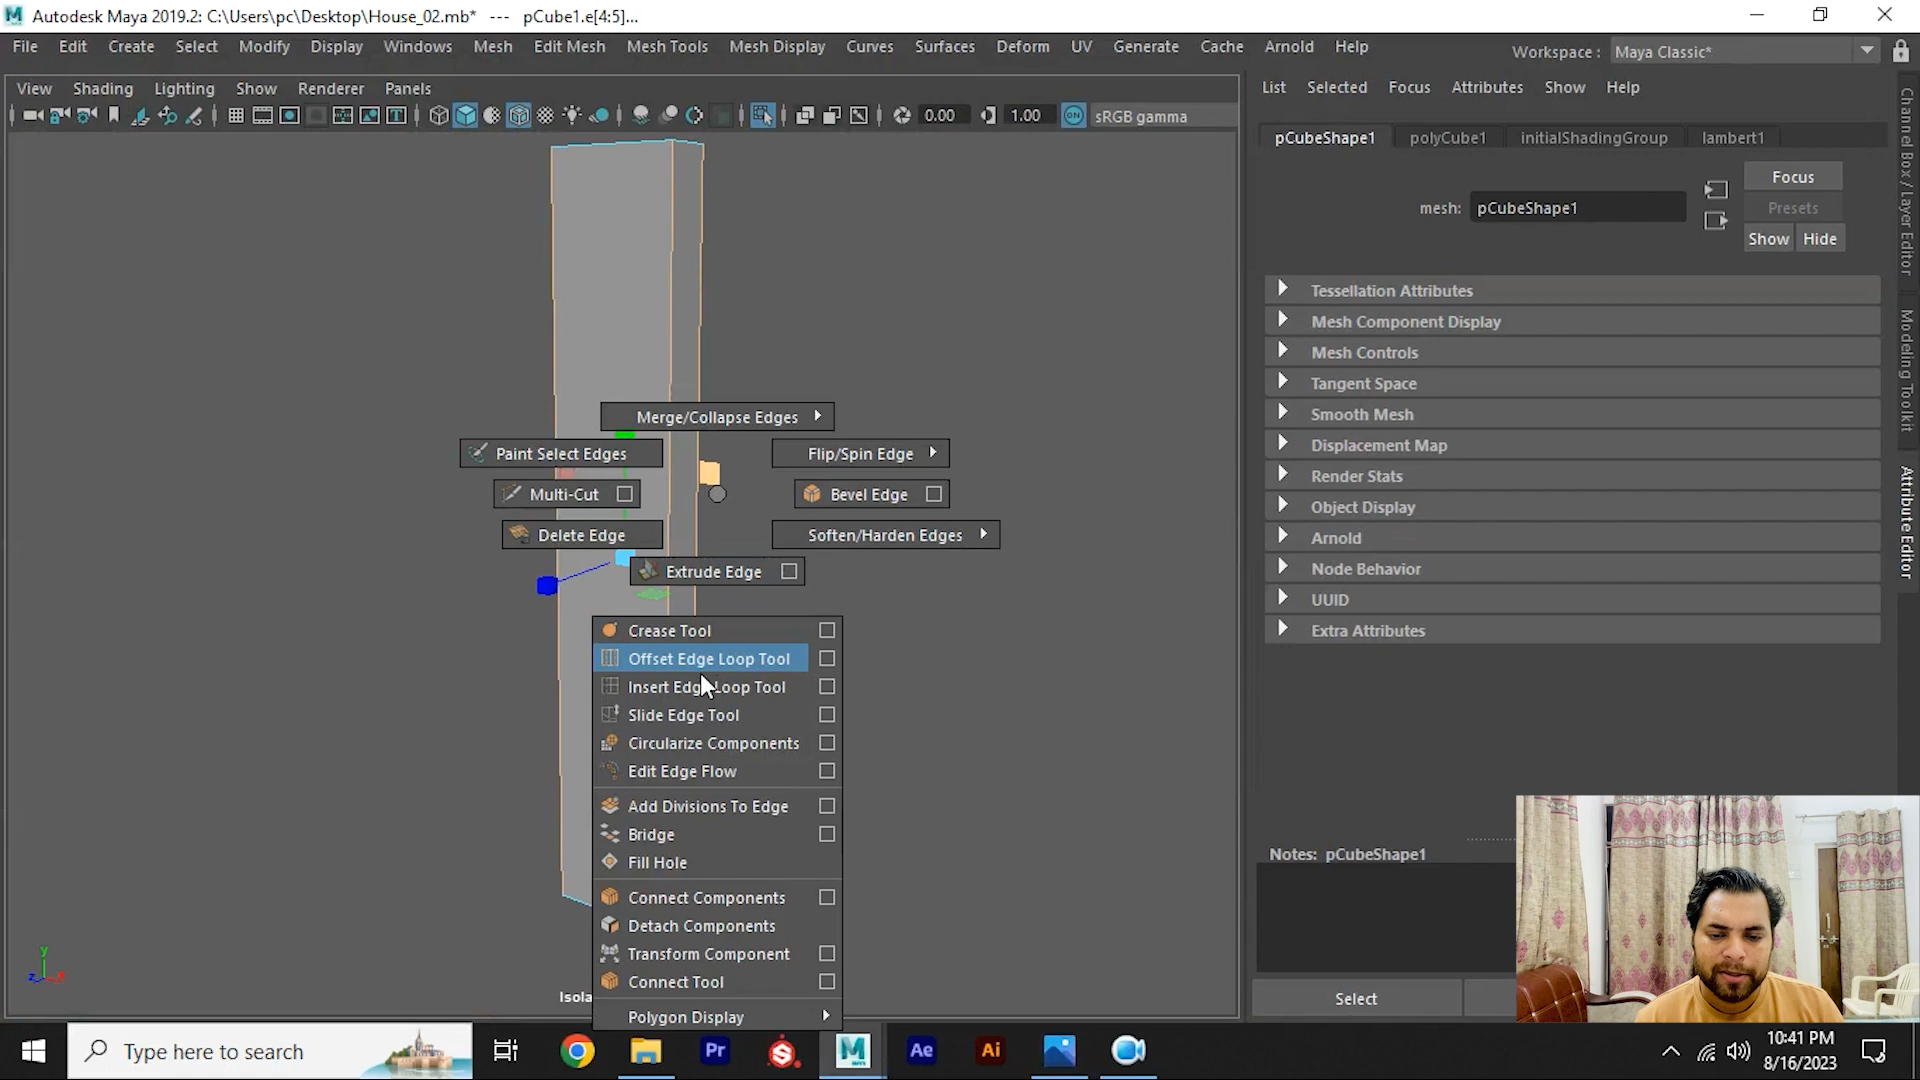 Autodesk Maya 2019.2: C:\Users\pc\Desktop\House_02.mb* --- pCube1.e[4:5]...
File Edit Create Select Modify Display Windows Mesh Edit Mesh Mesh Tools Mesh Display Curves Surfaces Deform UV Generate Cache Arnold Help
Workspace : Maya Classic*
View Shading Lighting Show Renderer Panels
0.00 1.00 ON sRGB gamma
List Selected Focus Attributes Show Help
pCubeShape1 polyCube1 initialShadingGroup lambert1
Focus
mesh: pCubeShape1
Presets
Show Hide
Tessellation Attributes
Mesh Component Display
Mesh Controls
Tangent Space
Smooth Mesh
Displacement Map
Render Stats
Object Display
Arnold
Node Behavior
UUID
Extra Attributes
Notes: pCubeShape1
Select
Channel Box / Layer Editor
Modeling Toolkit
Attribute Editor
Merge/Collapse Edges
Paint Select Edges
Flip/Spin Edge
Multi-Cut
Bevel Edge
Delete Edge
Soften/Harden Edges
Extrude Edge
Crease Tool
Offset Edge Loop Tool
Insert Edge Loop Tool
Slide Edge Tool
Circularize Components
Edit Edge Flow
Add Divisions To Edge
Bridge
Fill Hole
Connect Components
Detach Components
Transform Component
Connect Tool
Polygon Display
Isola
y
z x
Type here to search
Pr
M
Ae
Ai
10:41 PM
8/16/2023